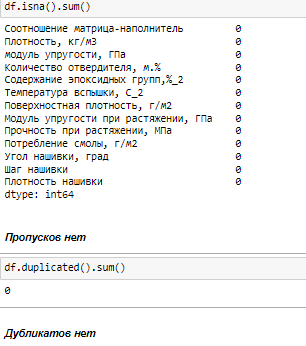 df.isna().sum()
Соотношение матрица-наполнитель 0
Плотность, кг/м3 0
модуль упругости, ГПа 0
Количество отвердителя, м.% 0
Содержание эпоксидных групп,%_2 0
Температура вспышки, С_2 0
Поверхностная плотность, г/м2 0
Модуль упругости при растяжении, ГПа 0
Прочность при растяжении, МПа 0
Потребление смолы, г/м2 0
Угол нашивки, град 0
Шаг нашивки 0
Плотность нашивки 0
dtype: int64
Пропусков нет
df.duplicated().sum()
0
Дубликатов нет